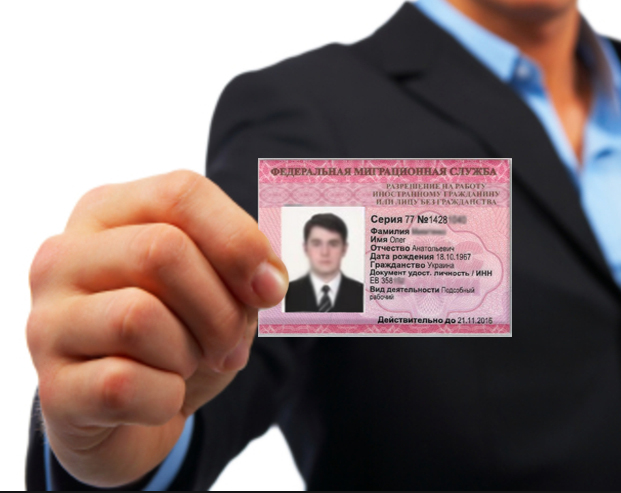 ФЕДЕРАЛЬНАЯ МИГРАЦИОННАЯ СЛУЖБА
РАЗРЕШЕНИЕ НА РАБОТУ
ИНОСТРАННОМУ ГРАЖДАНИНУ
ИЛИ ЛИЦУ БЕЗ ГРАЖДАНСТВА
Серия 77 №1428
Фамилия
Имя Олег
Отчество Анатольевич
Дата рождения 18.10.1967
Гражданство Украина
Документ удост. личность / ИНН
ЕВ 358
Вид деятельности Подсобный
рабочий
Действительно до 21.11.2015